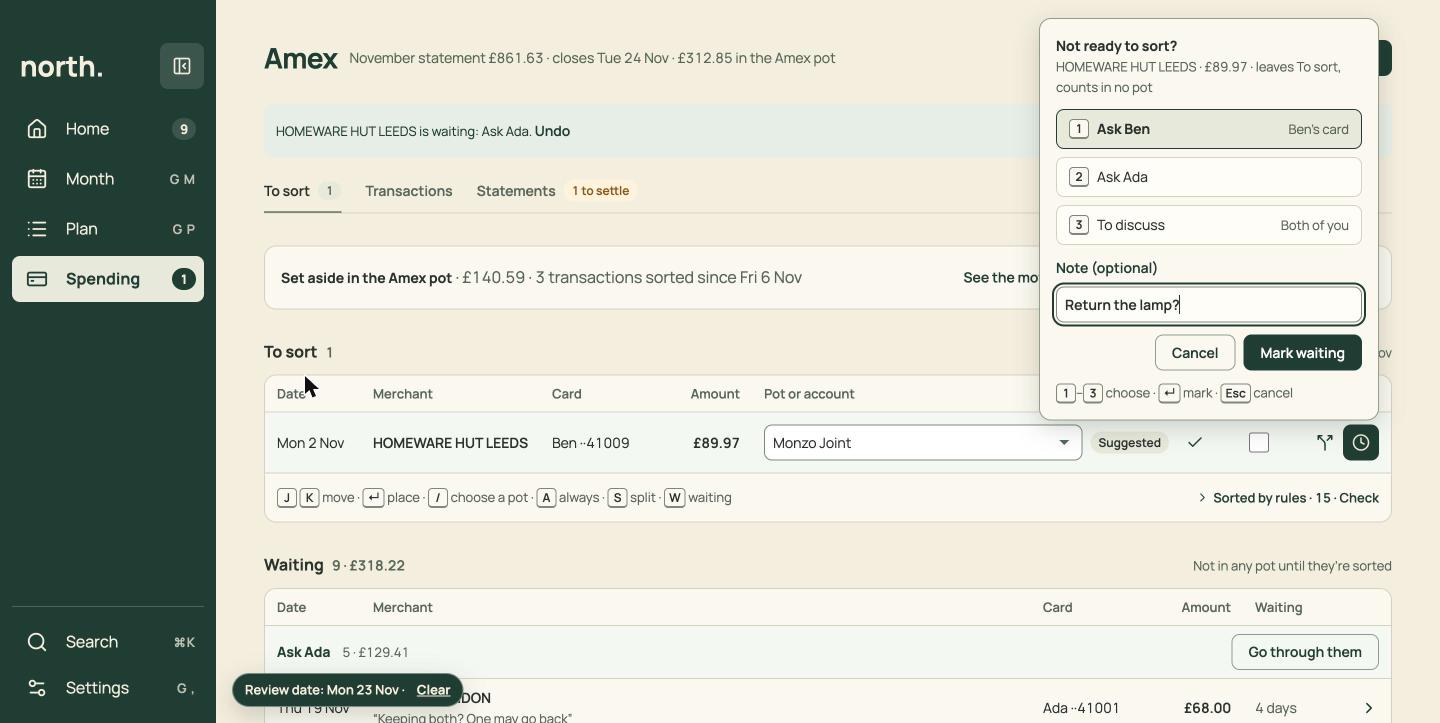 north.
Home 9
Month G M
Plan G P
Spending 1
Search ⌘K
Settings G ,
Amex November statement £861.63 · closes Tue 24 Nov · £312.85 in the Amex pot
HOMEWARE HUT LEEDS is waiting: Ask Ada. Undo
To sort 1 Transactions Statements 1 to settle
Set aside in the Amex pot · £140.59 · 3 transactions sorted since Fri 6 Nov See the
Not ready to sort?
HOMEWARE HUT LEEDS · £89.97 · leaves To sort,
counts in no pot
1 Ask Ben Ben's card
2 Ask Ada
3 To discuss Both of you
Note (optional)
Return the lamp?
Cancel Mark waiting
1–3 choose · ↵ mark · Esc cancel
To sort 1
Date Merchant Card Amount Pot or account
Mon 2 Nov HOMEWARE HUT LEEDS Ben ··41009 £89.97 Monzo Joint Suggested
J K move · ↵ place · / choose a pot · A always · S split · W waiting Sorted by rules · 15 · Check
Waiting 9 · £318.22 Not in any pot until they're sorted
Date Merchant Card Amount Waiting
Ask Ada 5 · £129.41 Go through them
Thu 19 Nov Ada ··41001 £68.00 4 days
“Keeping both? One may go back”
Review date: Mon 23 Nov · Clear